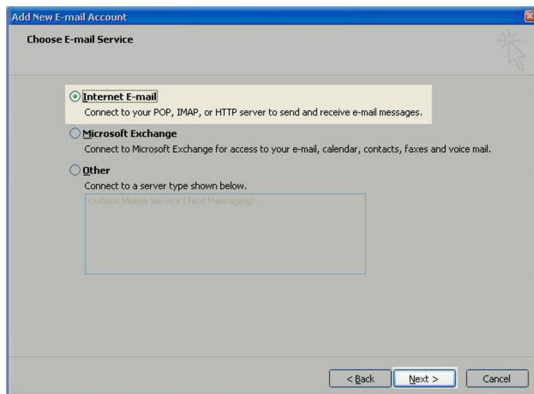 Add New E-mail Account
Choose E-mail Service
Internet E-mail
Connect to your POP, IMAP, or HTTP server to send and receive e-mail messages.
Microsoft Exchange
Connect to Microsoft Exchange for access to your e-mail, calendar, contacts, faxes and voice mail.
Other
Connect to a server type shown below.
Outlook Mobile Service (Text Messaging)
< Back Next > Cancel